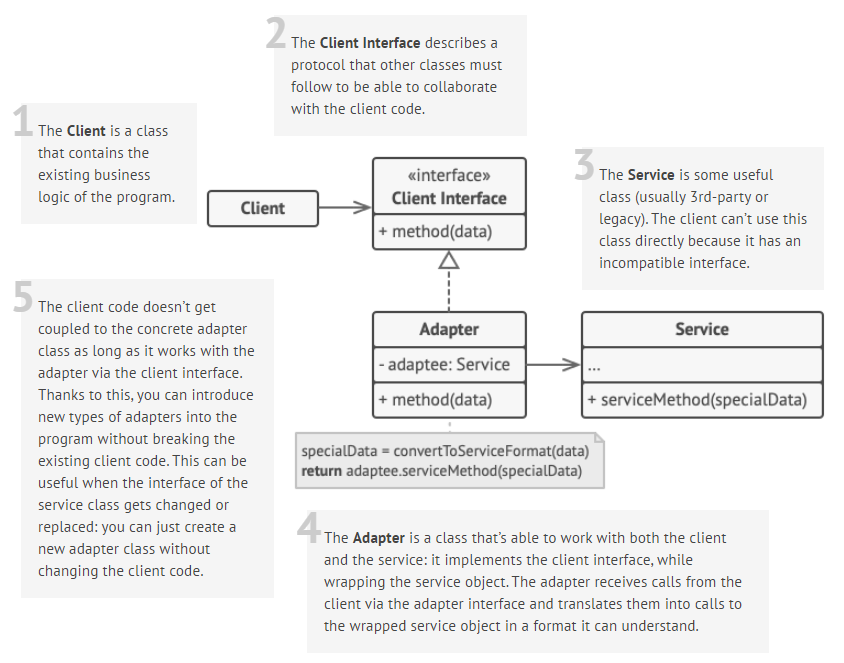 1
The Client is a class
that contains the
existing business
logic of the program.
2
The Client Interface describes a
protocol that other classes must
follow to be able to collaborate
with the client code.
3
The Service is some useful
class (usually 3rd-party or
legacy). The client can’t use this
class directly because it has an
incompatible interface.
Client
«interface»
Client Interface
+ method(data)
Adapter
- adaptee: Service
+ method(data)
Service
...
+ serviceMethod(specialData)
specialData = convertToServiceFormat(data)
return adaptee.serviceMethod(specialData)
4
The Adapter is a class that’s able to work with both the client
and the service: it implements the client interface, while
wrapping the service object. The adapter receives calls from the
client via the adapter interface and translates them into calls to
the wrapped service object in a format it can understand.
5
The client code doesn’t get
coupled to the concrete adapter
class as long as it works with the
adapter via the client interface.
Thanks to this, you can introduce
new types of adapters into the
program without breaking the
existing client code. This can be
useful when the interface of the
service class gets changed or
replaced: you can just create a
new adapter class without
changing the client code.